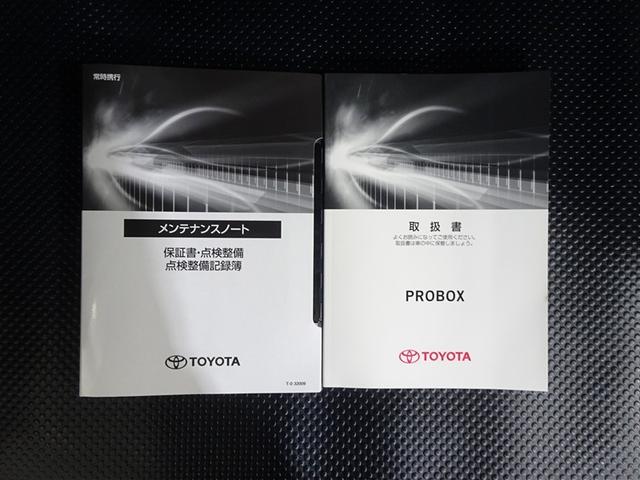 常時携行
メンテナンスノート
保証書・点検整備
点検整備記録簿
TOYOTA
T-0 32009
取扱書
よくお読みになってご使用ください。
取扱書は車の中に保管しましょう。
PROBOX
TOYOTA